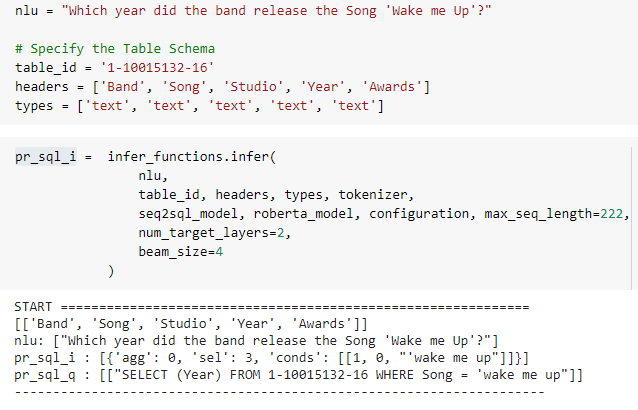 nlu = "Which year did the band release the Song 'Wake me Up'?"
# Specify the Table Schema
table_id = '1-10015132-16'
headers = ['Band', 'Song', 'Studio', 'Year', 'Awards']
types = ['text', 'text', 'text', 'text', 'text']
pr_sql_i =  infer_functions.infer(
nlu,
table_id, headers, types, tokenizer,
seq2sql_model, roberta_model, configuration, max_seq_length=222,
num_target_layers=2,
beam_size=4
)
START ==============================================================
[['Band', 'Song', 'Studio', 'Year', 'Awards']]
nlu: ["Which year did the band release the Song 'Wake me Up'?"]
pr_sql_i : [{'agg': 0, 'sel': 3, 'conds': [[1, 0, "'wake me up"]]}]
pr_sql_q : [["SELECT (Year) FROM 1-10015132-16 WHERE Song = 'wake me up"]]
----------------------------------------------------------------------